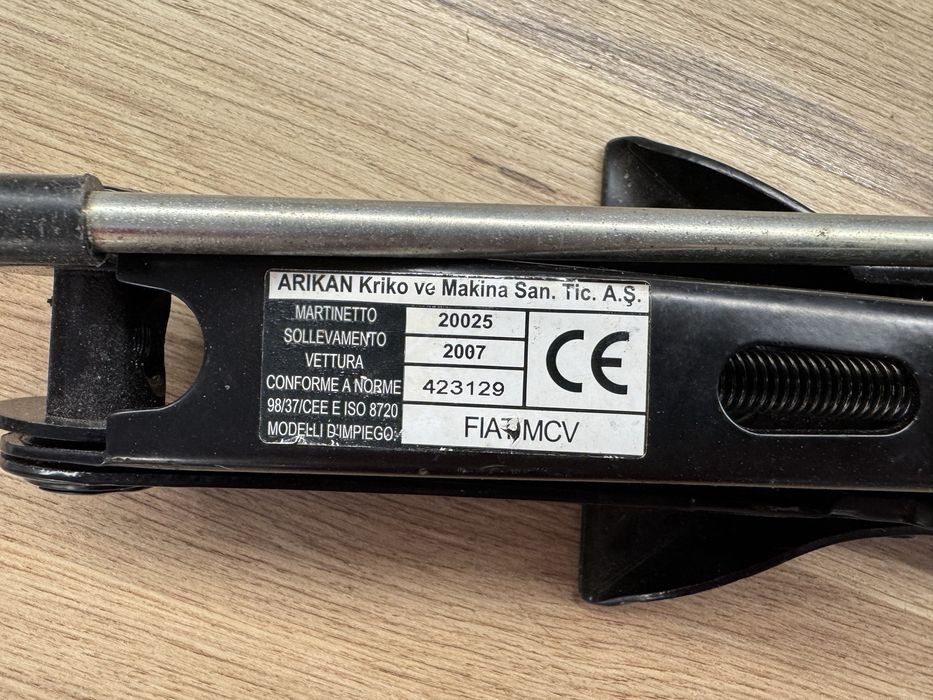 ARIKAN Kriko ve Makina San. Tic. A.Ş.
MARTINETTO
SOLLEVAMENTO
VETTURA
CONFORME A NORME
98/37/CEE E ISO 8720
MODELLI D'IMPIEGO
20025
2007
423129
FIAT MCV
CE